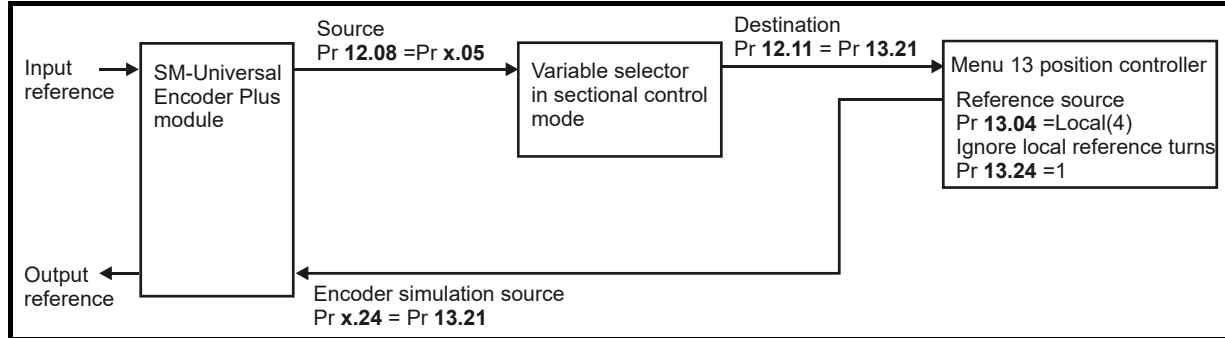 Input
reference
SM-Universal
Encoder Plus
module
Source
Pr 12.08 =Pr x.05
Variable selector
in sectional control
mode
Destination
Pr 12.11 = Pr 13.21
Menu 13 position controller
Reference source
Pr 13.04 =Local(4)
Ignore local reference turns
Pr 13.24 =1
Output
reference
Encoder simulation source
Pr x.24 = Pr 13.21